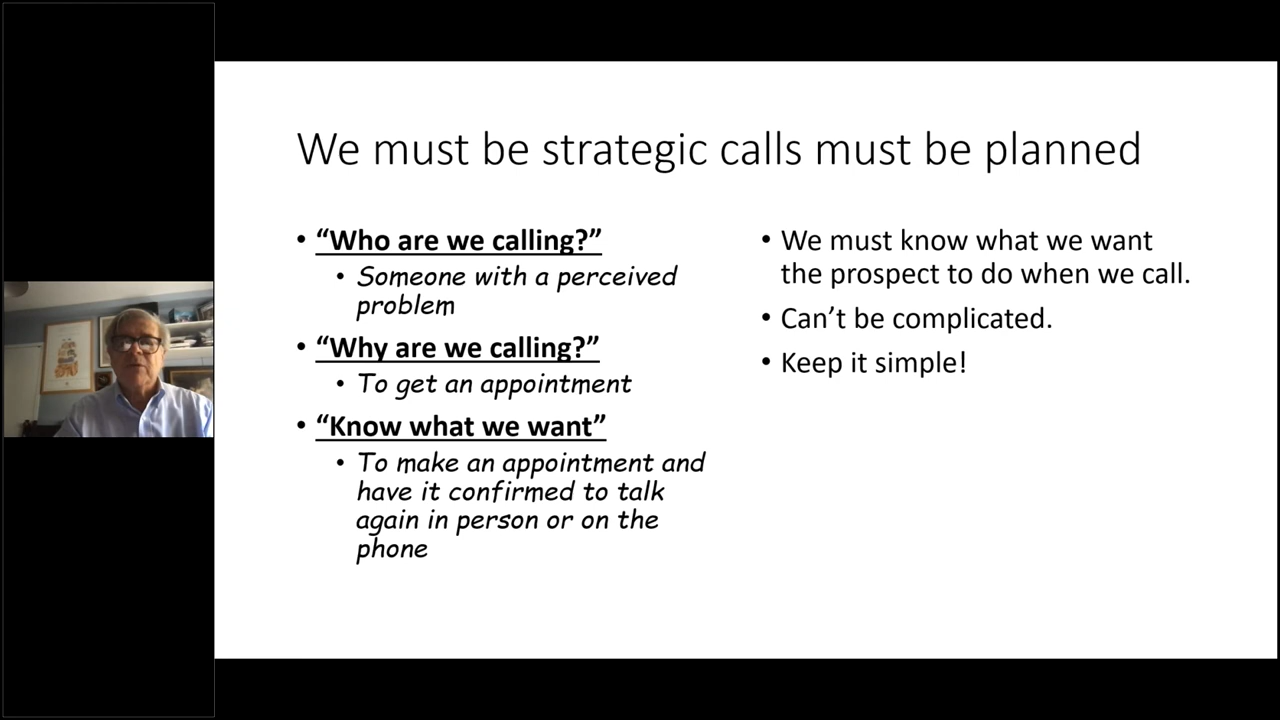 We must be strategic calls must be planned
• “Who are we calling?”
• Someone with a perceived
problem
• “Why are we calling?”
• To get an appointment
• “Know what we want”
• To make an appointment and
have it confirmed to talk
again in person or on the
phone
• We must know what we want
the prospect to do when we call.
• Can’t be complicated.
• Keep it simple!